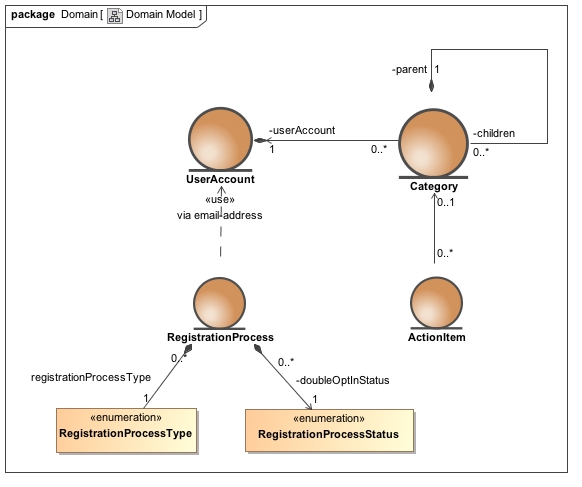 package Domain[ Domain Model ]
-parent 1
-userAccount
1
0..*
-children
0..*
UserAccount
Category
«use»
via email-address
0..1
0..*
RegistrationProcess
ActionItem
0..*
0..*
registrationProcessType
-doubleOptInStatus
1
1
«enumeration»
RegistrationProcessType
«enumeration»
RegistrationProcessStatus